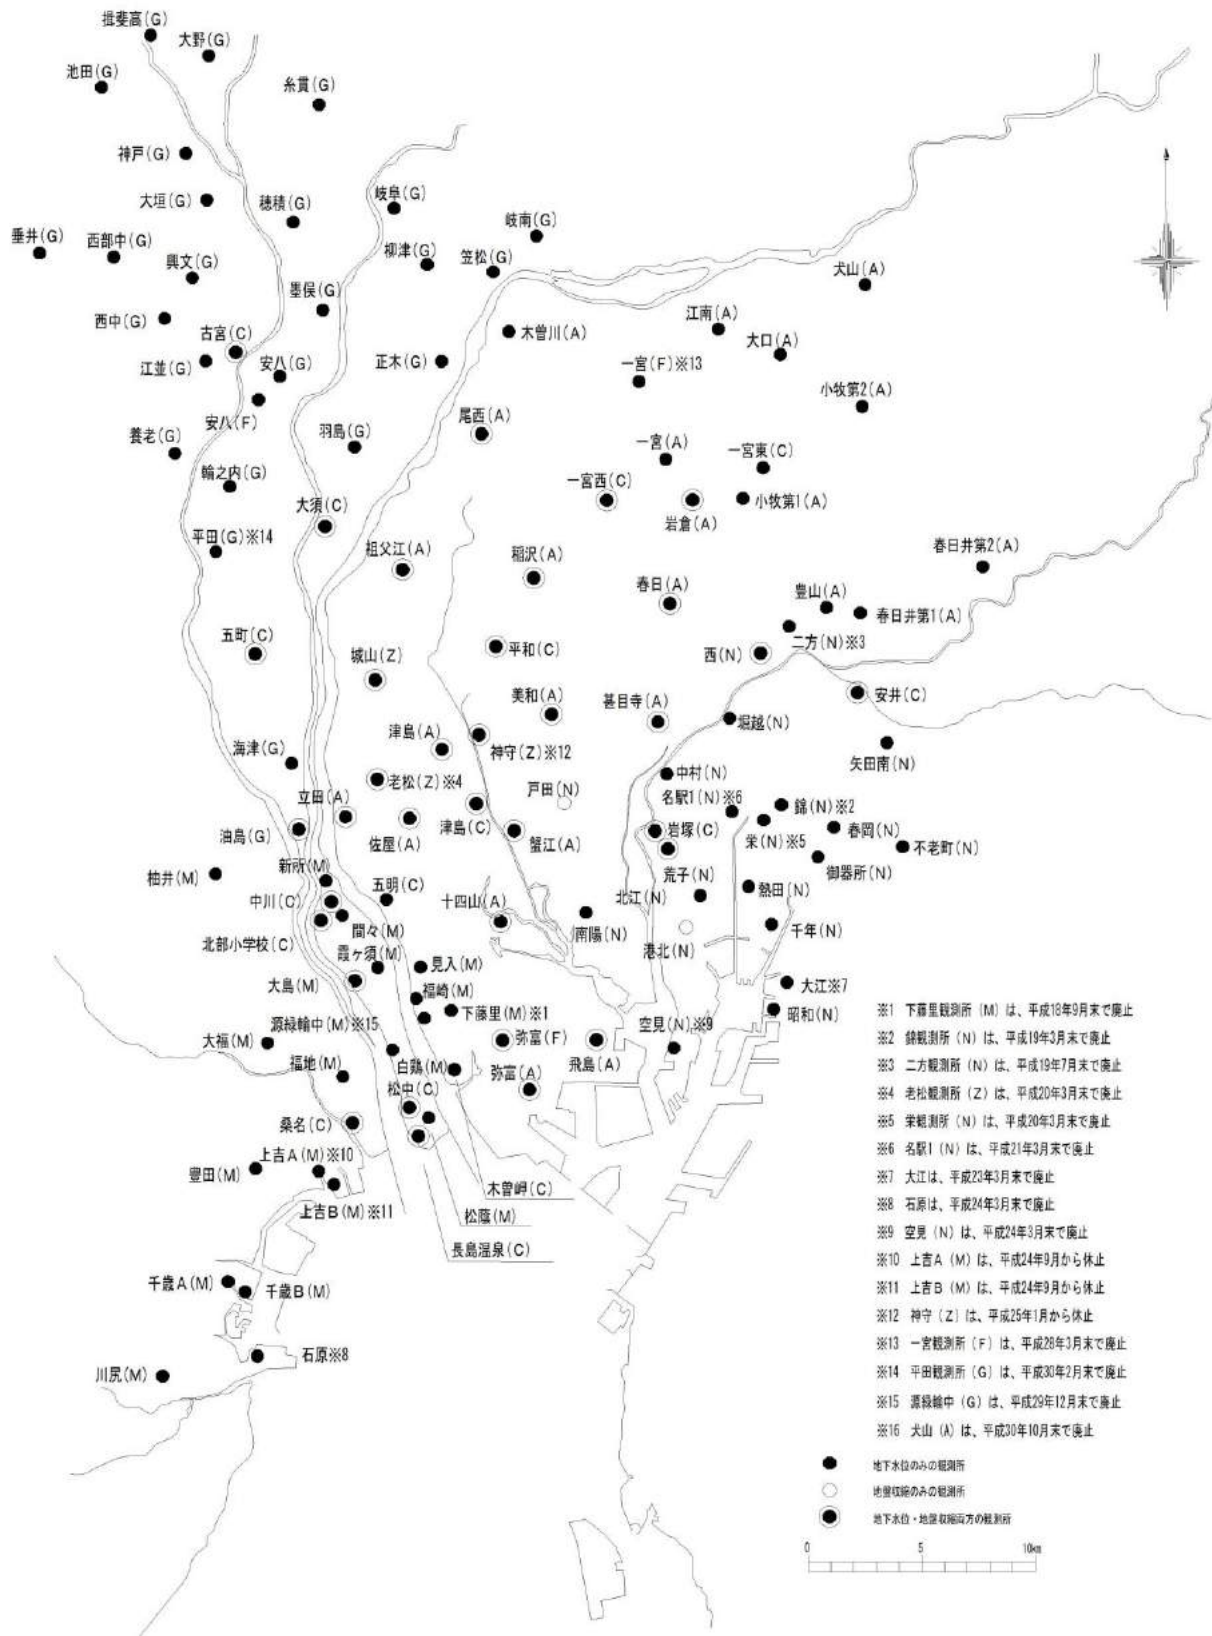 揖斐高(G)
大野(G)
池田(G)
糸貫(G)
神戸(G)
大垣(G)
穂積(G)
岐阜(G)
岐南(G)
垂井(G)
西部中(G)
興文(G)
柳津(G)
笠松(G)
犬山(A)
墨俣(G)
西中(G)
古宮(C)
木曽川(A)
江南(A)
大口(A)
江並(G)
安八(G)
正木(G)
一宮(F)※13
小牧第2(A)
安八(F)
尾西(A)
養老(G)
羽島(G)
一宮(A)
一宮東(C)
輪之内(G)
一宮西(C)
大須(C)
岩倉(A)
小牧第1(A)
平田(G)※14
祖父江(A)
稲沢(A)
春日井第2(A)
春日(A)
豊山(A)
春日井第1(A)
五町(C)
城山(Z)
平和(C)
西(N)
二方(N)※3
美和(A)
甚目寺(A)
安井(C)
堀越(N)
海津(G)
津島(A)
神守(Z)※12
矢田南(N)
老松(Z)※4
戸田(N)
中村(N)
立田(A)
名駅1(N)※6
錦(N)※2
油島(G)
佐屋(A)
津島(C)
蟹江(A)
岩塚(C)
栄(N)※5
春岡(N)
不老町(N)
新所(M)
柚井(M)
五明(C)
荒子(N)
御器所(N)
中川(C)
十四山(A)
北江(N)
熱田(N)
間々(M)
南陽(N)
千年(N)
北部小学校(C)
港北(N)
霞ヶ須(M)
見入(M)
大島(M)
福崎(M)
大江※7
下藤里(M)※1
昭和(N)
源緑輪中(M)※15
空見(N)※9
大福(M)
弥富(F)
福地(M)
白鶏(M)
飛島(A)
松中(C)
弥富(A)
桑名(C)
上吉A(M)※10
豊田(M)
木曽岬(C)
上吉B(M)※11
松蔭(M)
長島温泉(C)
千歳A(M)
千歳B(M)
石原※8
川尻(M)
※1 下藤里観測所(M)は、平成18年9月末で廃止
※2 錦観測所(N)は、平成19年3月末で廃止
※3 二方観測所(N)は、平成19年7月末で廃止
※4 老松観測所(Z)は、平成20年3月末で廃止
※5 栄観測所(N)は、平成20年3月末で廃止
※6 名駅1(N)は、平成21年3月末で廃止
※7 大江は、平成23年3月末で廃止
※8 石原は、平成24年3月末で廃止
※9 空見(N)は、平成24年3月末で廃止
※10 上吉A(M)は、平成24年9月から休止
※11 上吉B(M)は、平成24年9月から休止
※12 神守(Z)は、平成25年1月から休止
※13 一宮観測所(F)は、平成28年3月末で廃止
※14 平田観測所(G)は、平成30年2月末で廃止
※15 源緑輪中(G)は、平成29年12月末で廃止
※16 犬山(A)は、平成30年10月末で廃止
地下水位のみの観測所
地盤収縮のみの観測所
地下水位・地盤収縮両方の観測所
0 5 10km